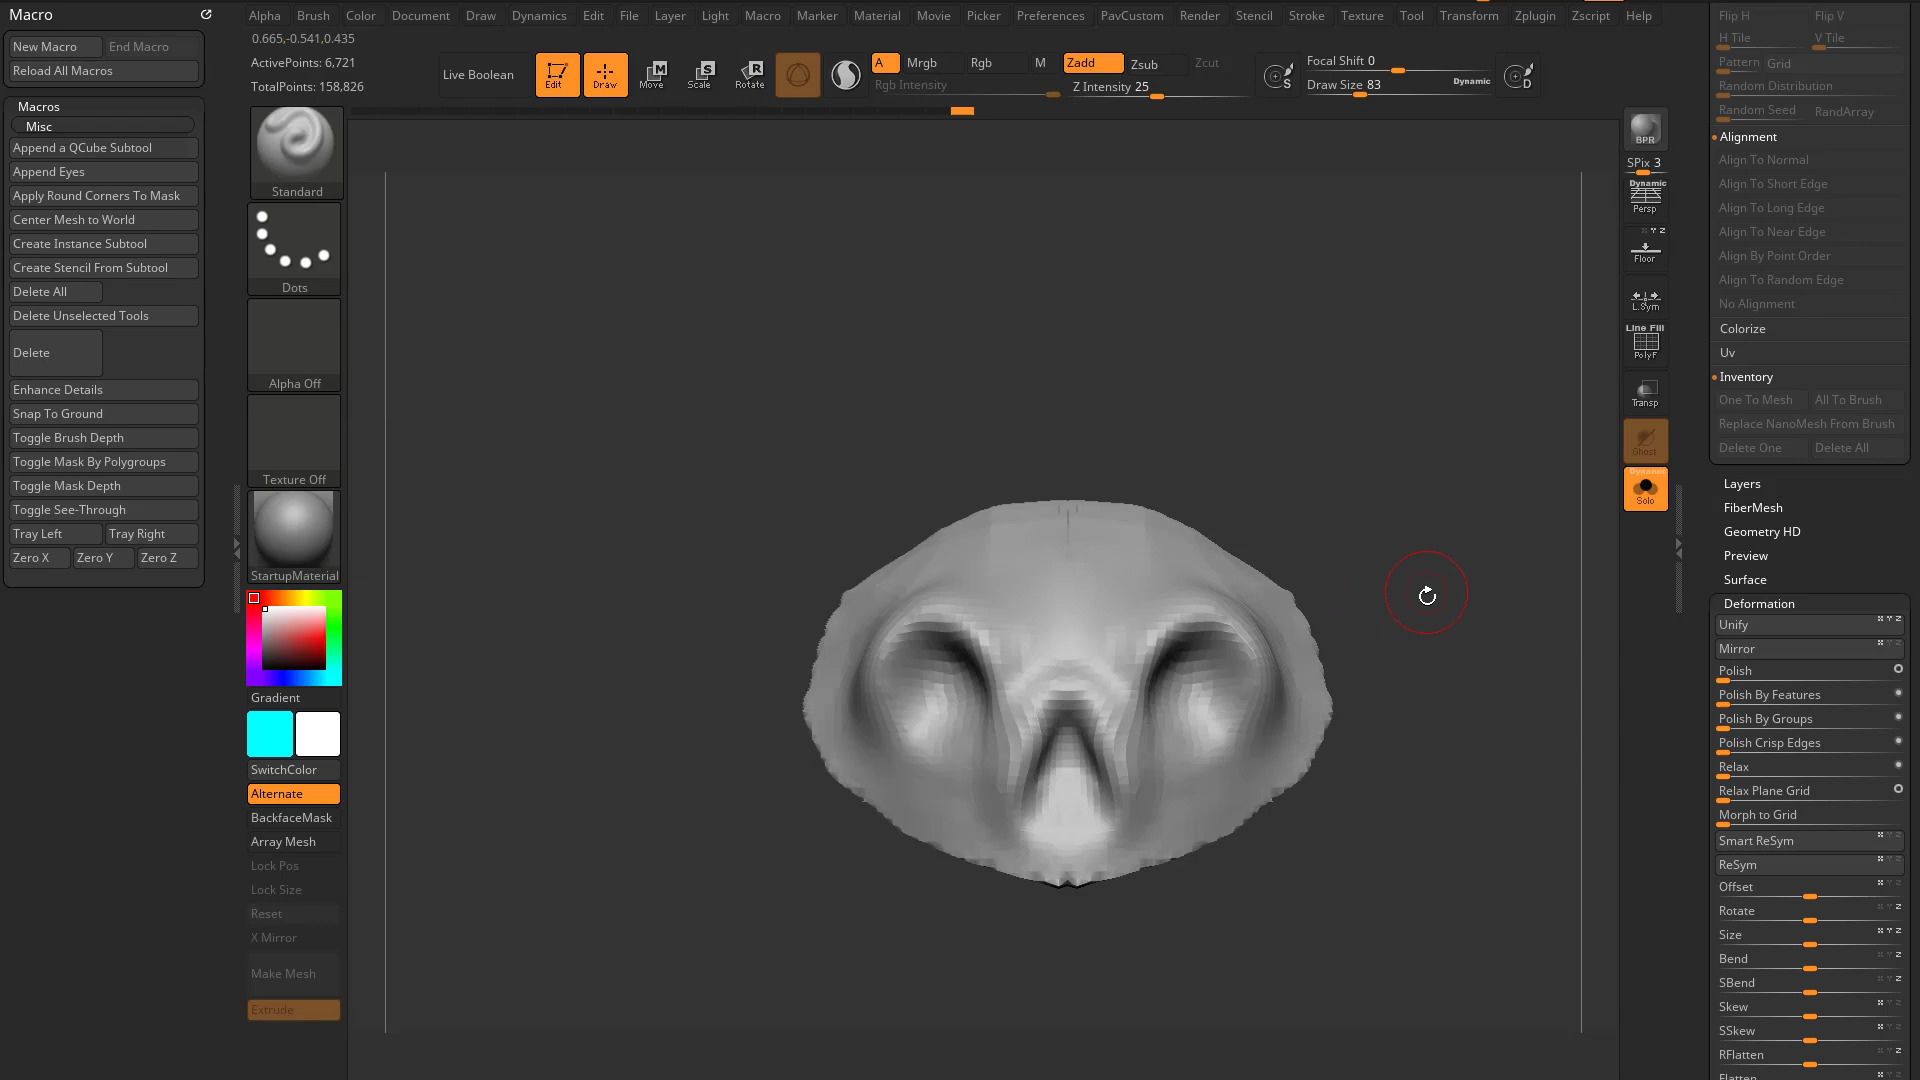 Macro
New Macro End Macro
Reload All Macros
Macros
Misc
Append a QCube Subtool
Append Eyes
Apply Round Corners To Mask
Center Mesh to World
Create Instance Subtool
Create Stencil From Subtool
Delete All
Delete Unselected Tools
Delete
Enhance Details
Snap To Ground
Toggle Brush Depth
Toggle Mask By Polygroups
Toggle Mask Depth
Toggle See-Through
Tray Left Tray Right
Zero X Zero Y Zero Z
Alpha Brush Color Document Draw Dynamics Edit File Layer Light Macro Marker Material Movie Picker Preferences PavCustom Render Stencil Stroke Texture Tool Transform Zplugin Zscript Help
0.665,-0.541,0.435
ActivePoints: 6,721
TotalPoints: 158,826
Live Boolean
Edit
Draw
M
Move
S
Scale
R
Rotate
A Mrgb Rgb M Zadd Zsub Zcut
Rgb Intensity Z Intensity 25
S
Focal Shift 0
Draw Size 83 Dynamic
D
Standard
Dots
Alpha Off
Texture Off
StartupMaterial
Gradient
SwitchColor
Alternate
BackfaceMask
Array Mesh
Lock Pos
Lock Size
Reset
X Mirror
Make Mesh
Extrude
BPR
SPix 3
Dynamic
Persp
X Y Z
Floor
L.Sym
Line Fill
PolyF
Transp
Ghost
Dynamic
Solo
Flip H Flip V
H Tile V Tile
Pattern Grid
Random Distribution
Random Seed RandArray
Alignment
Align To Normal
Align To Short Edge
Align To Long Edge
Align To Near Edge
Align By Point Order
Align To Random Edge
No Alignment
Colorize
Uv
Inventory
One To Mesh All To Brush
Replace NanoMesh From Brush
Delete One Delete All
Layers
FiberMesh
Geometry HD
Preview
Surface
Deformation
Unify X Y Z
Mirror X Y Z
Polish
Polish By Features
Polish By Groups
Polish Crisp Edges
Relax
Relax Plane Grid
Morph to Grid
Smart ReSym X Y Z
ReSym X Y Z
Offset X Y Z
Rotate X Y Z
Size X Y Z
Bend X Y Z
SBend X Y Z
Skew X Y Z
SSkew X Y Z
RFlatten X Y Z
Flatten X Y Z